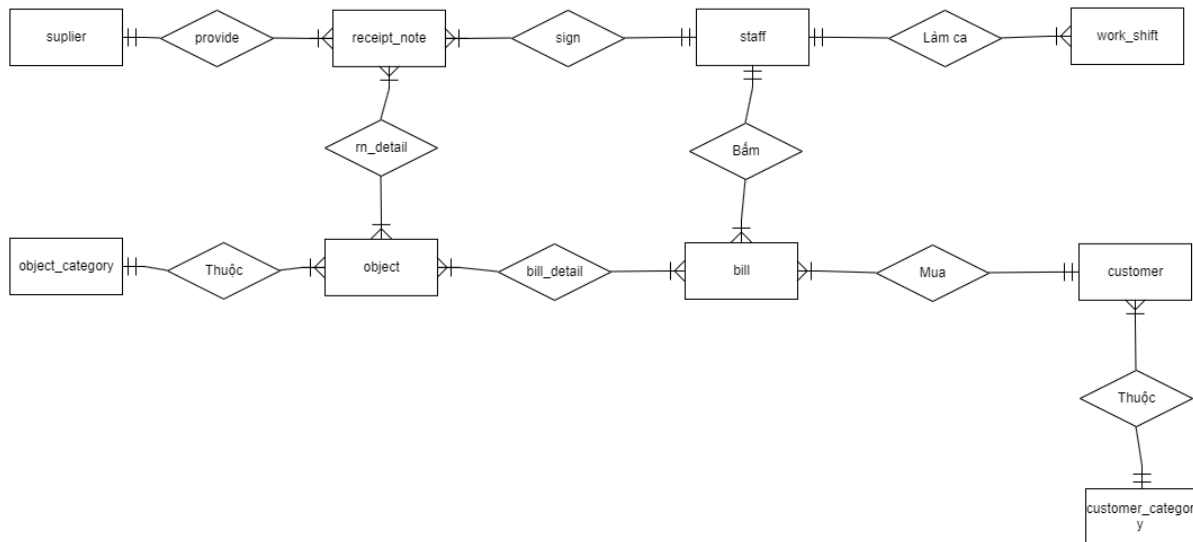 suplier
provide
receipt_note
sign
staff
Làm ca
work_shift
rn_detail
Bấm
object_category
Thuộc
object
bill_detail
bill
Mua
customer
Thuộc
customer_categor
y